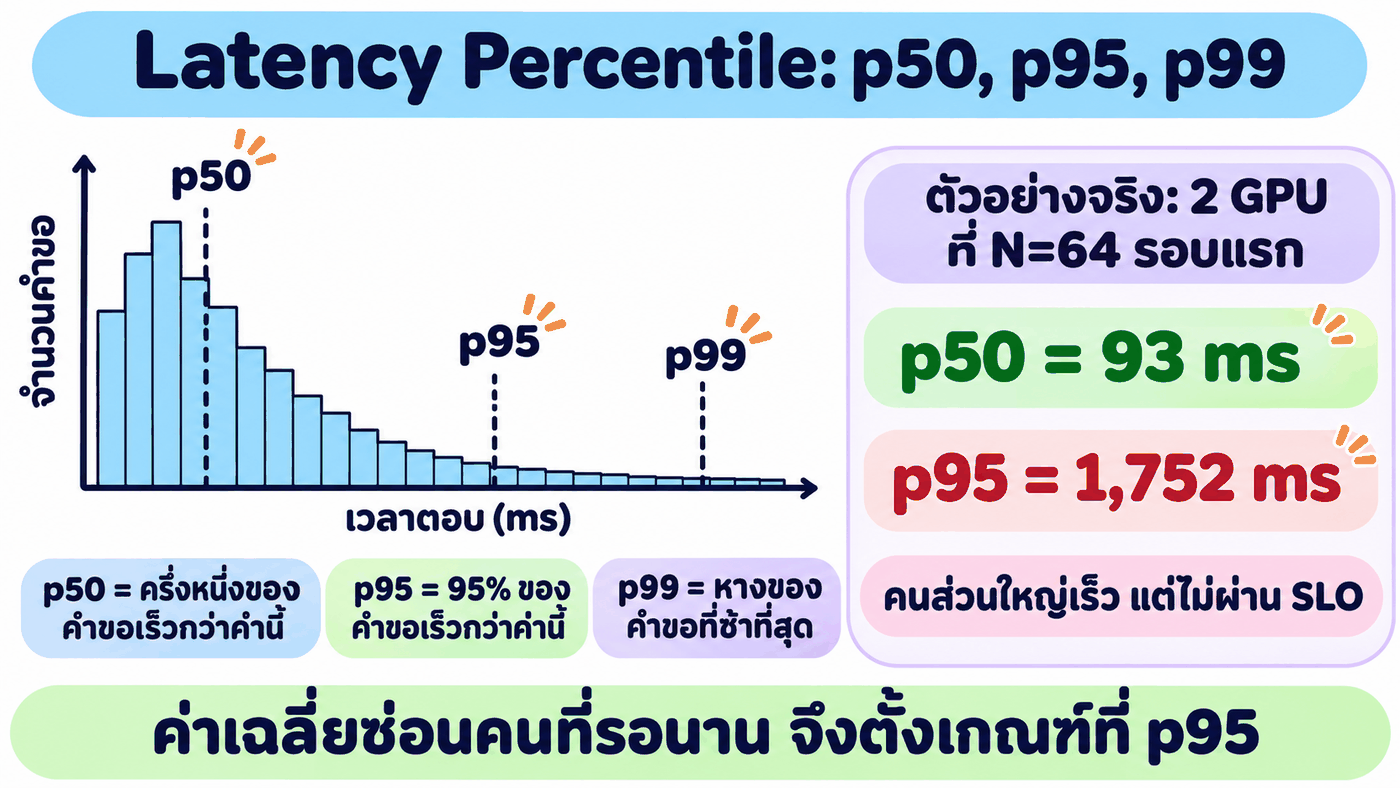 Latency Percentile: p50, p95, p99
p50
p95
p99
จำนวนคำขอ
เวลาตอบ (ms)
p50 = ครึ่งหนึ่งของ
คำขอเร็วกว่าค่านี้
p95 = 95% ของ
คำขอเร็วกว่าค่านี้
p99 = หางของ
คำขอที่ช้าที่สุด
ตัวอย่างจริง: 2 GPU
ที่ N=64 รอบแรก
p50 = 93 ms
p95 = 1,752 ms
คนส่วนใหญ่เร็ว แต่ไม่ผ่าน SLO
ค่าเฉลี่ยซ่อนคนที่รอนาน จึงตั้งเกณฑ์ที่ p95